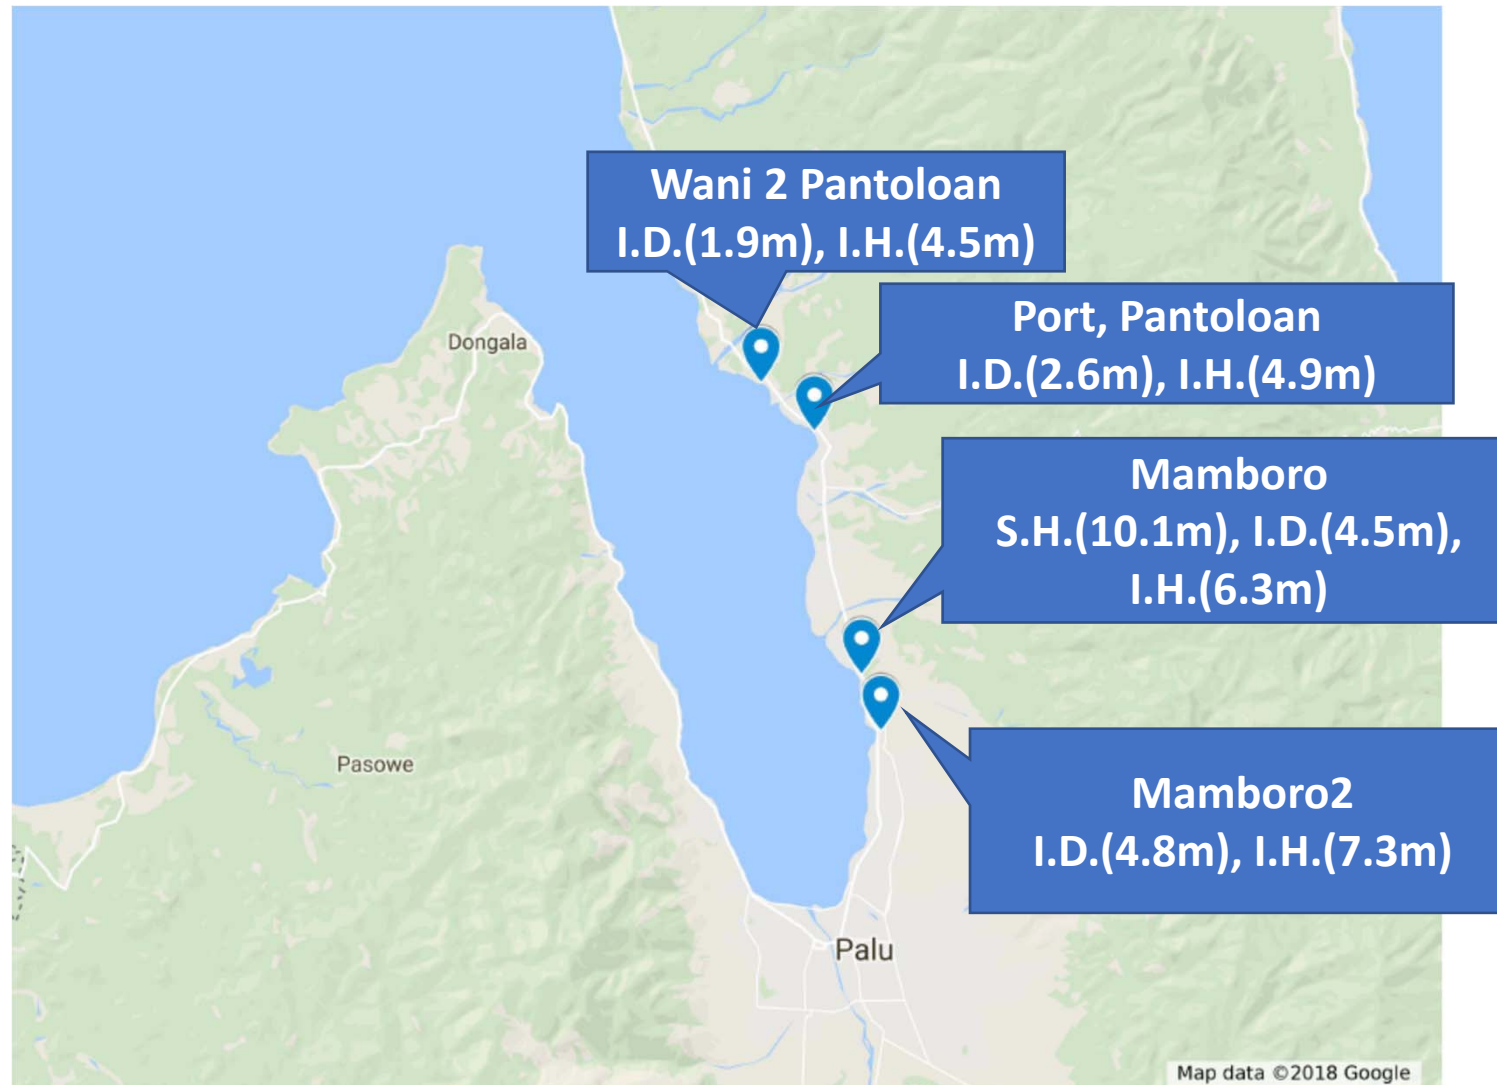 Wani 2 Pantoloan
I.D.(1.9m), I.H.(4.5m)
Port, Pantoloan
I.D.(2.6m), I.H.(4.9m)
Dongala
Mamboro
S.H.(10.1m), I.D.(4.5m),
I.H.(6.3m)
Pasowe
Mamboro2
I.D.(4.8m), I.H.(7.3m)
Palu
Map data ©2018 Google